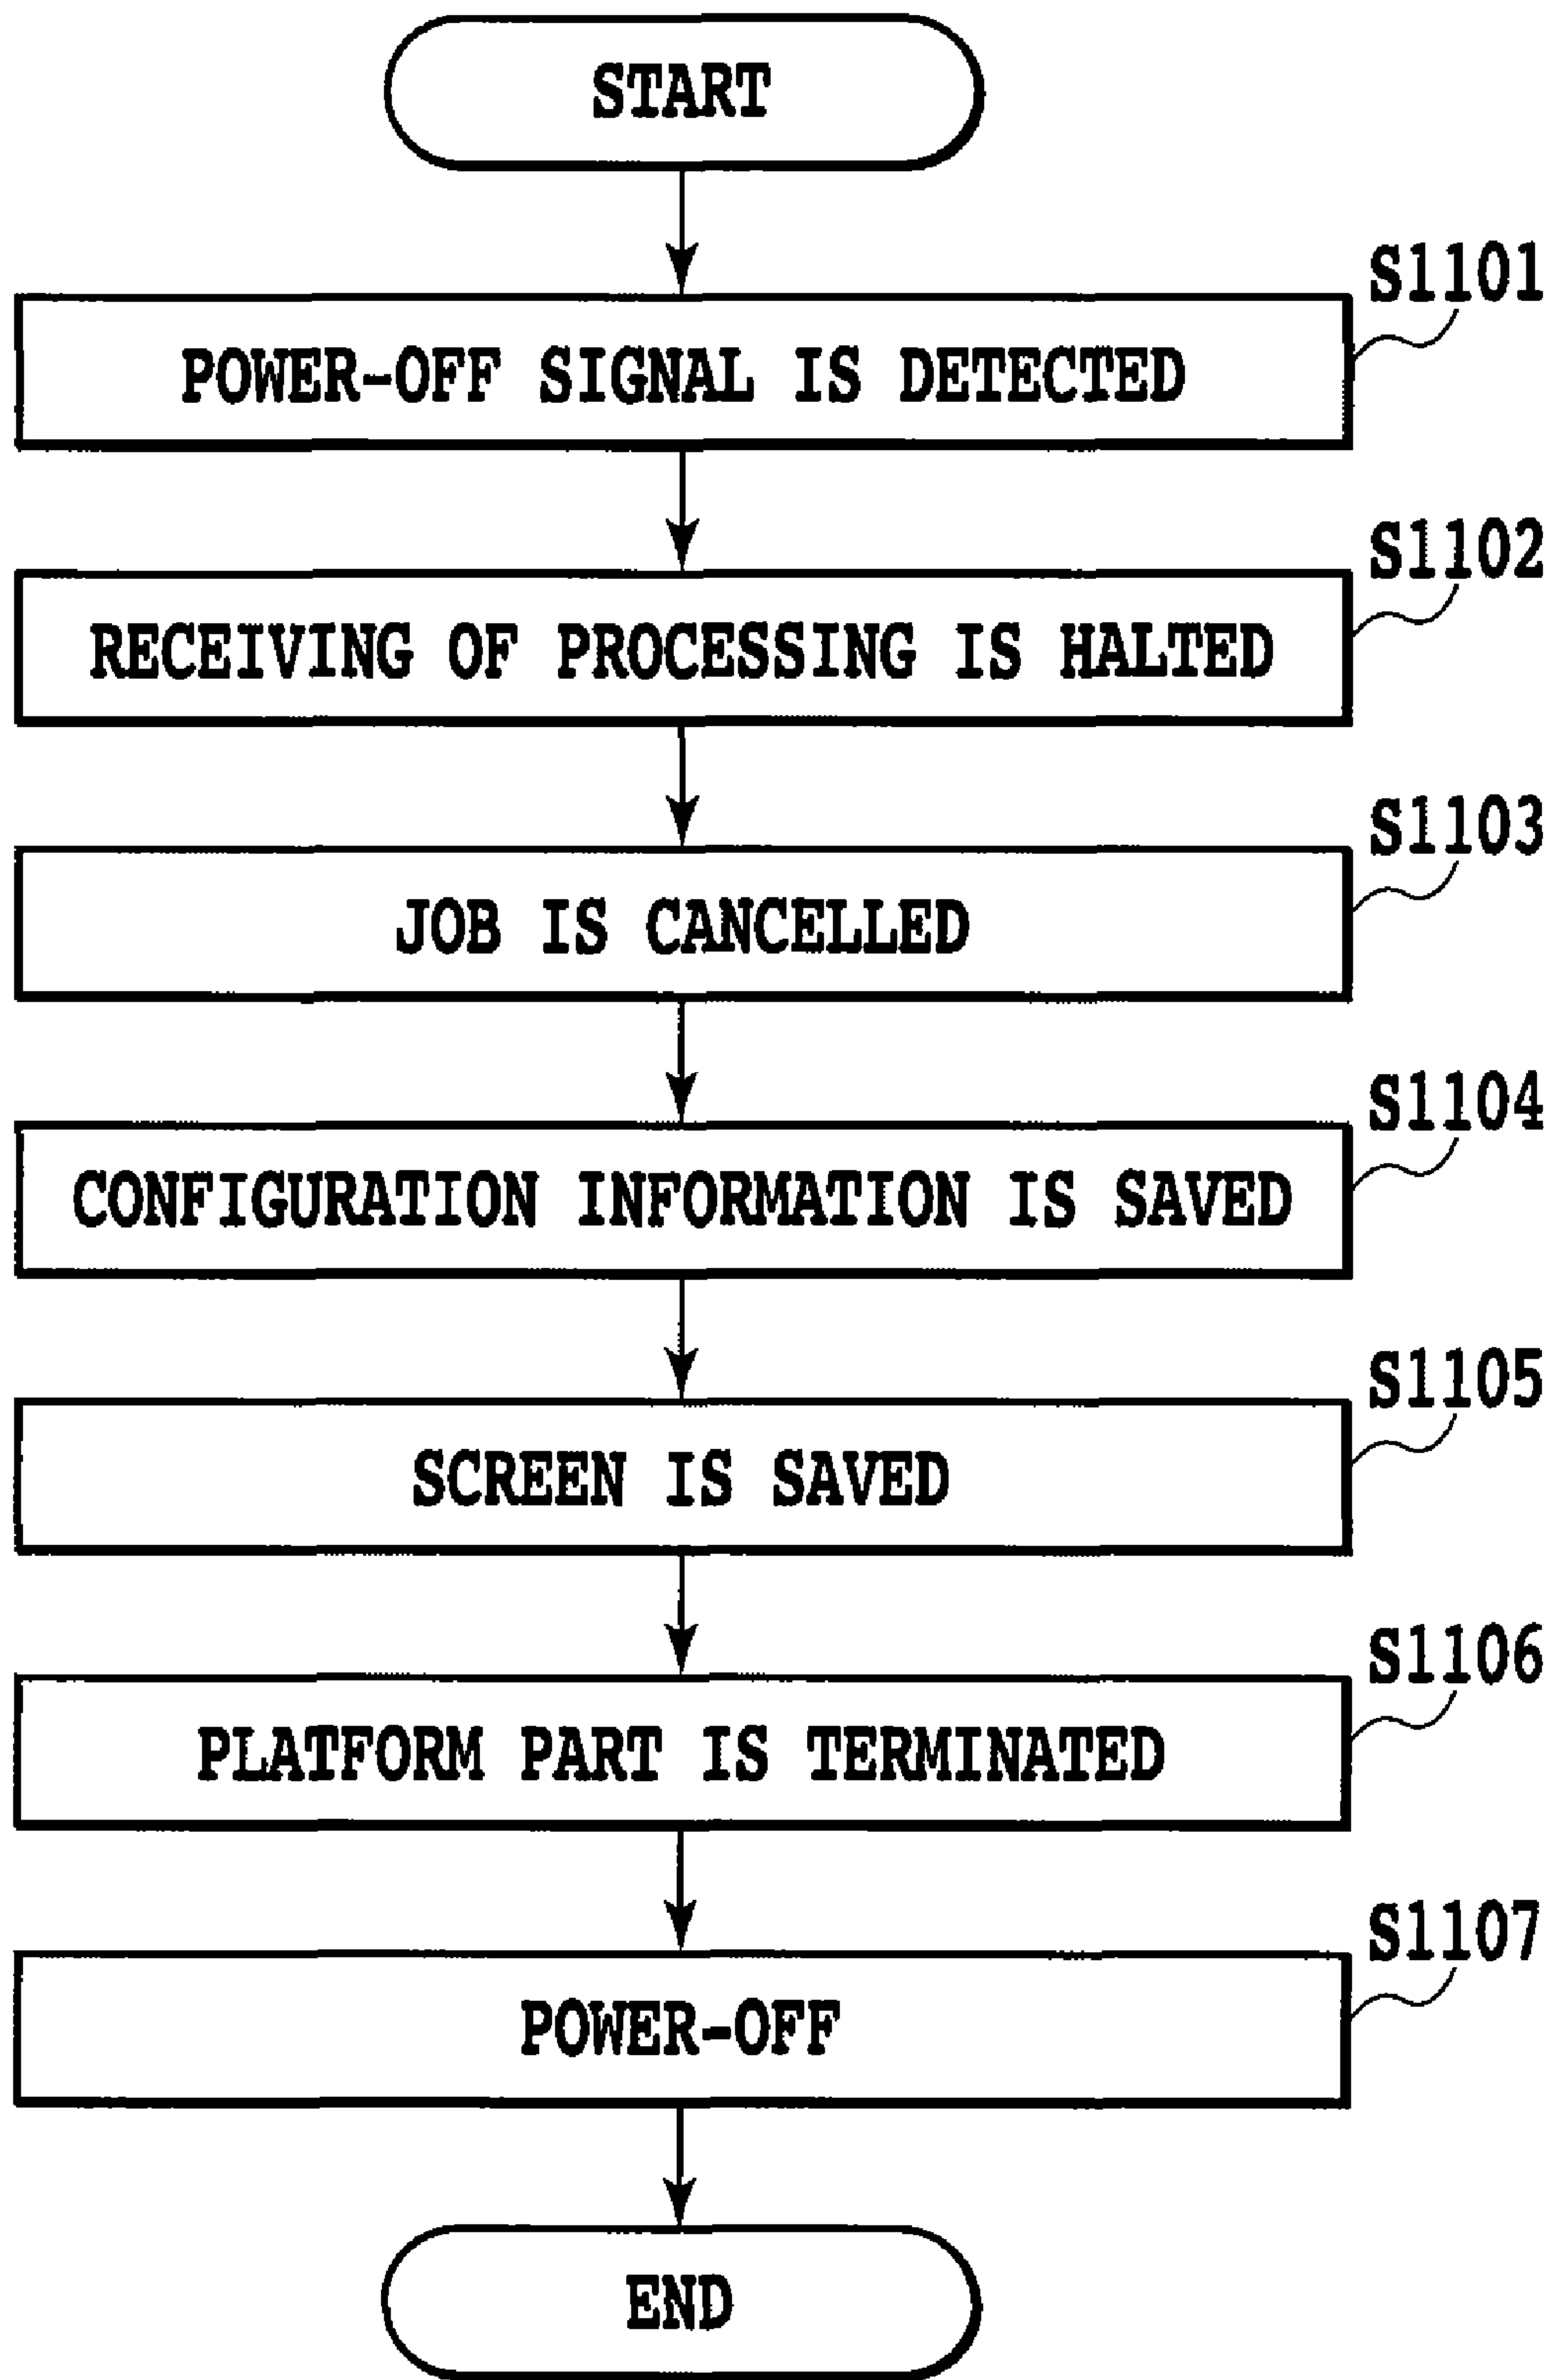 START
S1101
POWER-OFF SIGNAL IS DETECTED
S1102
RECEIVING OF PROCESSING IS HALTED
S1103
JOB IS CANCELLED
S1104
CONFIGURATION INFORMATION IS SAVED
S1105
SCREEN IS SAVED
S1106
PLATFORM PART IS TERMINATED
S1107
POWER-OFF
END